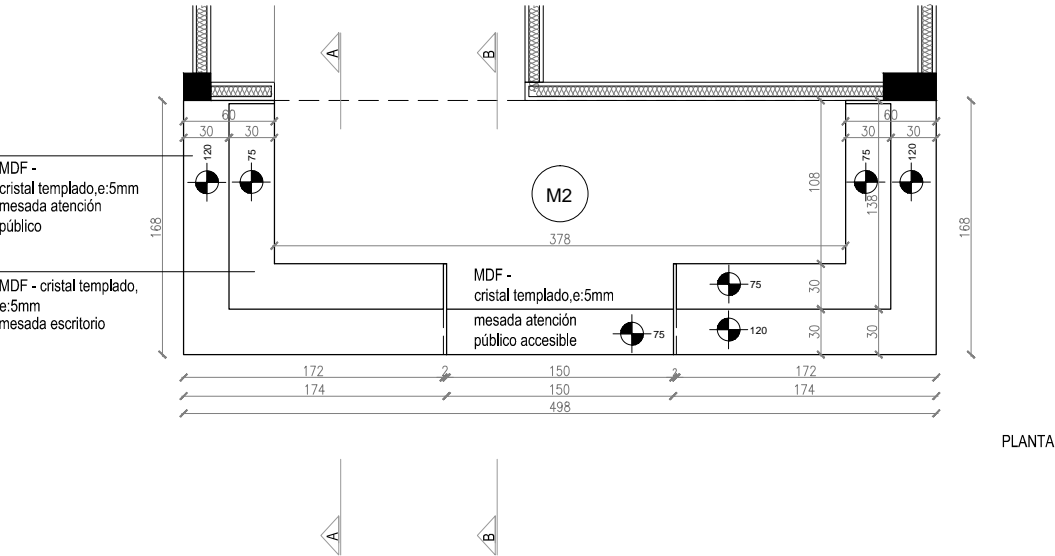 A
B
60
30
30
60
30
30
120
75
75
120
MDF -
cristal templado,e:5mm
mesada atención
público
M2
108
138
168
168
378
MDF - cristal templado,
e:5mm
mesada escritorio
MDF -
cristal templado,e:5mm
mesada atención
público accesible
75
75
120
30
30
30
172
2
150
2
172
174
150
174
498
PLANTA
A
B